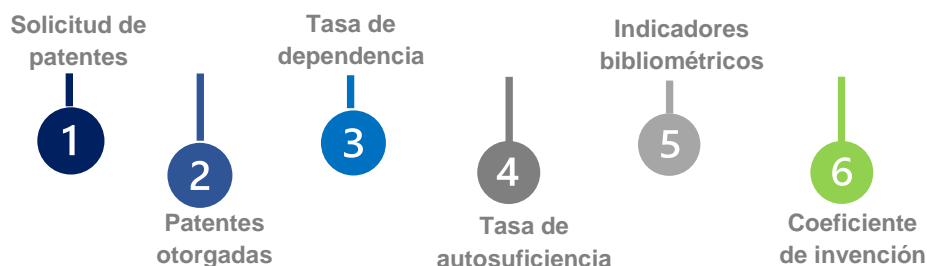 Solicitud de
patentes
1
2
Patentes
otorgadas
Tasa de
dependencia
3
4
Tasa de
autosuficiencia
Indicadores
bibliométricos
5
6
Coeficiente
de invención